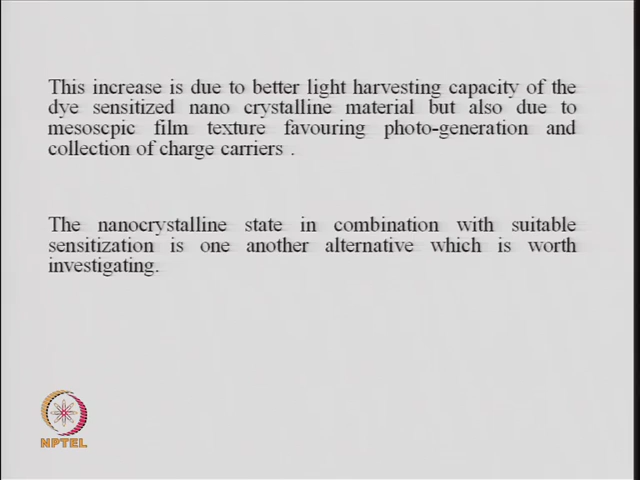 This increase is due to better light harvesting capacity of the
dye sensitized nano crystalline material but also due to
mesoscpic film texture favouring photo-generation and
collection of charge carriers .
The nanocrystalline state in combination with suitable
sensitization is one another alternative which is worth
investigating.
NPTEL